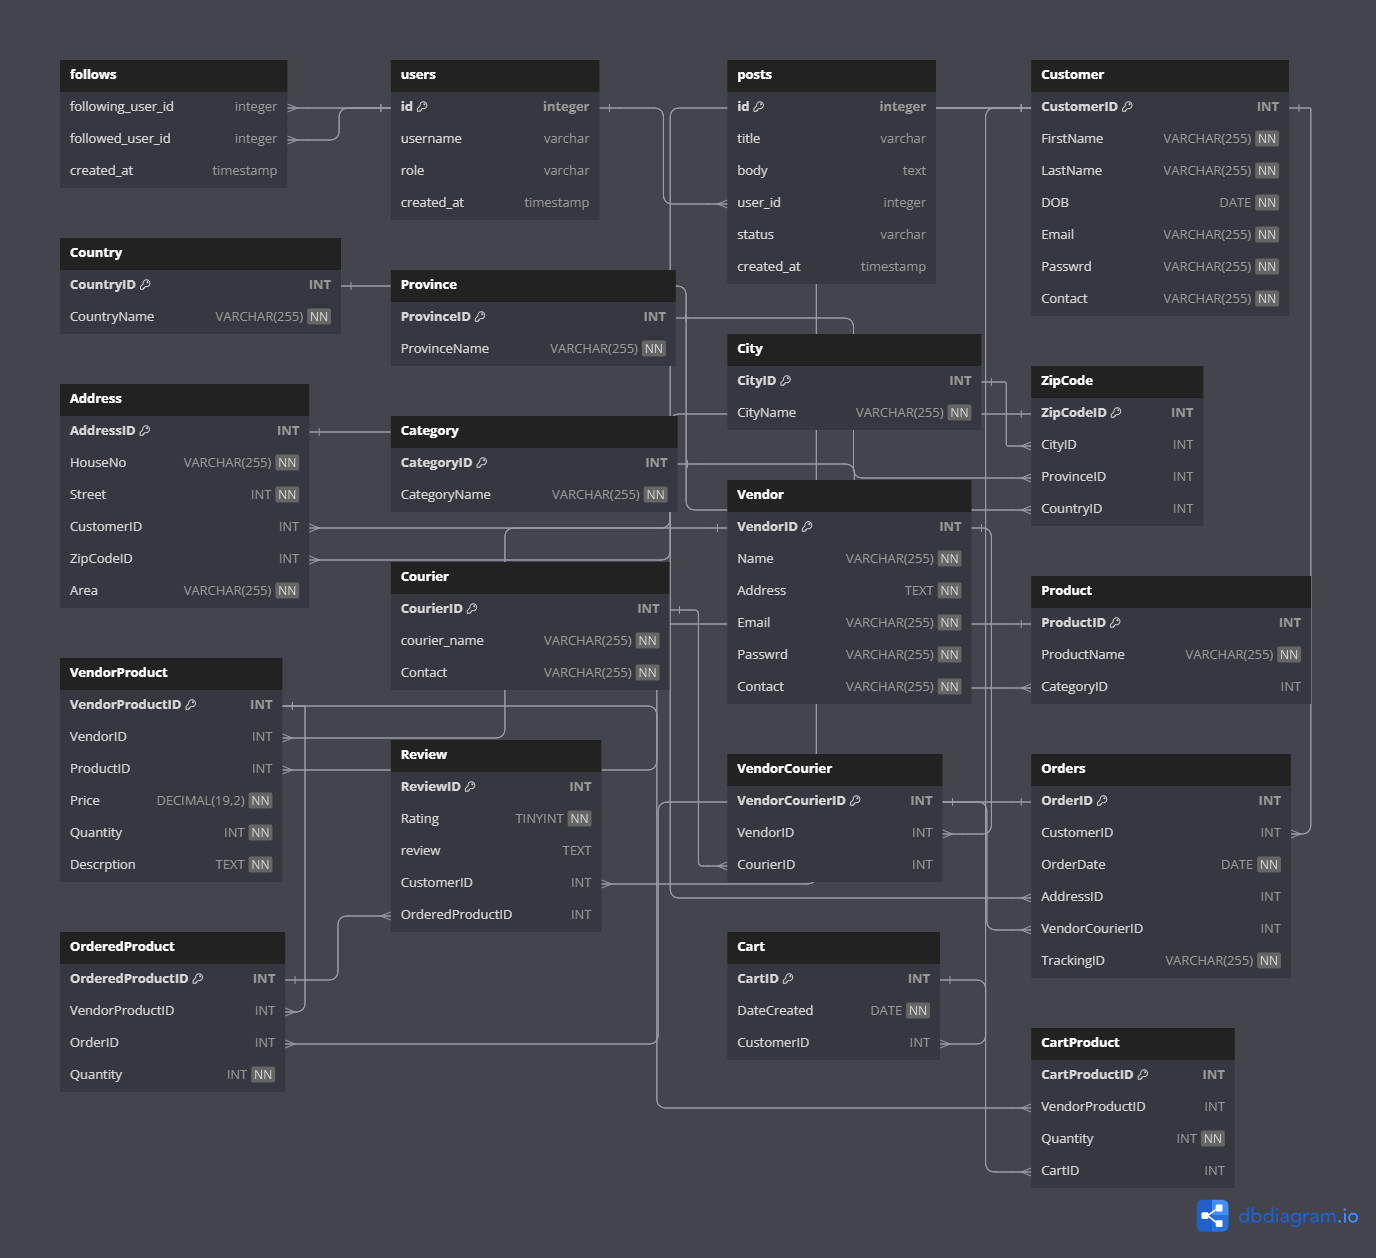 follows
following_user_id integer
followed_user_id integer
created_at timestamp
users
id integer
username varchar
role varchar
created_at timestamp
posts
id integer
title varchar
body text
user_id integer
status varchar
created_at timestamp
Customer
CustomerID INT
FirstName VARCHAR(255) NN
LastName VARCHAR(255) NN
DOB DATE NN
Email VARCHAR(255) NN
Passwrd VARCHAR(255) NN
Contact VARCHAR(255) NN
Country
CountryID INT
CountryName VARCHAR(255) NN
Province
ProvinceID INT
ProvinceName VARCHAR(255) NN
City
CityID INT
CityName VARCHAR(255) NN
ZipCode
ZipCodeID INT
CityID INT
ProvinceID INT
CountryID INT
Address
AddressID INT
HouseNo VARCHAR(255) NN
Street INT NN
CustomerID INT
ZipCodeID INT
Area VARCHAR(255) NN
Category
CategoryID INT
CategoryName VARCHAR(255) NN
Vendor
VendorID INT
Name VARCHAR(255) NN
Address TEXT NN
Email VARCHAR(255) NN
Passwrd VARCHAR(255) NN
Contact VARCHAR(255) NN
Courier
CourierID INT
courier_name VARCHAR(255) NN
Contact VARCHAR(255) NN
Product
ProductID INT
ProductName VARCHAR(255) NN
CategoryID INT
VendorProduct
VendorProductID INT
VendorID INT
ProductID INT
Price DECIMAL(19,2) NN
Quantity INT NN
Descrption TEXT NN
Review
ReviewID INT
Rating TINYINT NN
review TEXT
CustomerID INT
OrderedProductID INT
VendorCourier
VendorCourierID INT
VendorID INT
CourierID INT
Orders
OrderID INT
CustomerID INT
OrderDate DATE NN
AddressID INT
VendorCourierID INT
TrackingID VARCHAR(255) NN
OrderedProduct
OrderedProductID INT
VendorProductID INT
OrderID INT
Quantity INT NN
Cart
CartID INT
DateCreated DATE NN
CustomerID INT
CartProduct
CartProductID INT
VendorProductID INT
Quantity INT NN
CartID INT
dbdiagram.io